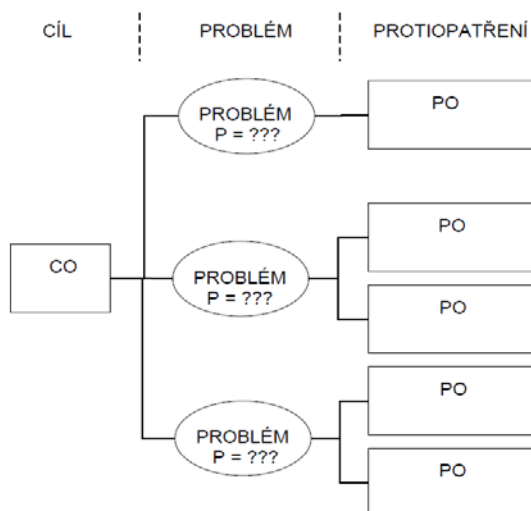 CÍL
PROBLÉM
PROTIOPATŘENÍ
PROBLÉM
P = ???
PO
CO
PROBLÉM
P = ???
PO
PO
PROBLÉM
P = ???
PO
PO